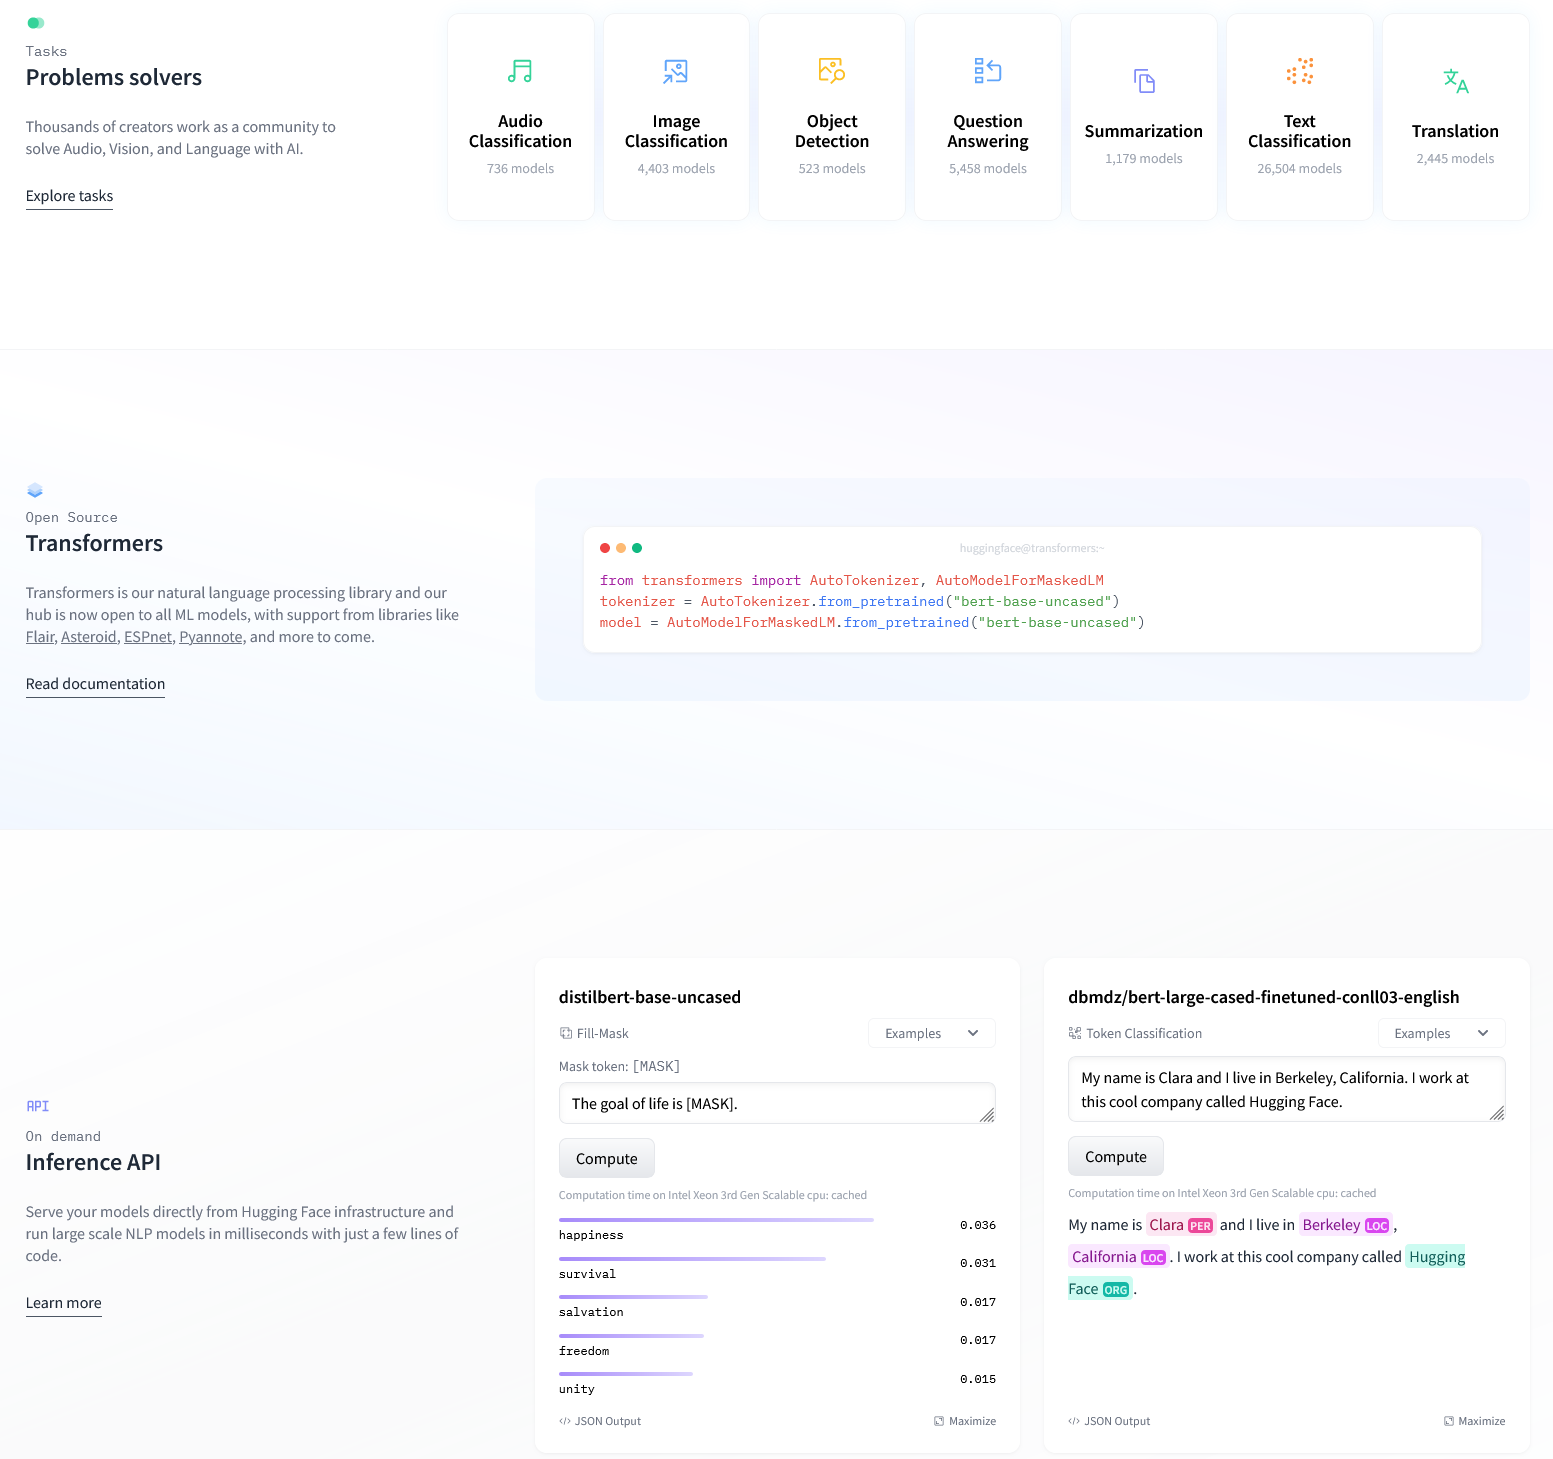 Tasks
Problems solvers
Thousands of creators work as a community to
solve Audio, Vision, and Language with AI.
Explore tasks
Audio
Classification
736 models
Image
Classification
4,403 models
Object
Detection
523 models
Question
Answering
5,458 models
Summarization
1,179 models
Text
Classification
26,504 models
Translation
2,445 models
Open Source
Transformers
Transformers is our natural language processing library and our
hub is now open to all ML models, with support from libraries like
Flair, Asteroid, ESPnet, Pyannote, and more to come.
Read documentation
huggingface@transformers:~
from transformers import AutoTokenizer, AutoModelForMaskedLM
tokenizer = AutoTokenizer.from_pretrained("bert-base-uncased")
model = AutoModelForMaskedLM.from_pretrained("bert-base-uncased")
API
On demand
Inference API
Serve your models directly from Hugging Face infrastructure and
run large scale NLP models in milliseconds with just a few lines of
code.
Learn more
distilbert-base-uncased
Fill-Mask
Examples
Mask token: [MASK]
The goal of life is [MASK].
Compute
Computation time on Intel Xeon 3rd Gen Scalable cpu: cached
happiness 0.036
survival 0.031
salvation 0.017
freedom 0.017
unity 0.015
</> JSON Output
Maximize
dbmdz/bert-large-cased-finetuned-conll03-english
Token Classification
Examples
My name is Clara and I live in Berkeley, California. I work at
this cool company called Hugging Face.
Compute
Computation time on Intel Xeon 3rd Gen Scalable cpu: cached
My name is Clara PER and I live in Berkeley LOC ,
California LOC . I work at this cool company called Hugging
Face ORG .
</> JSON Output
Maximize